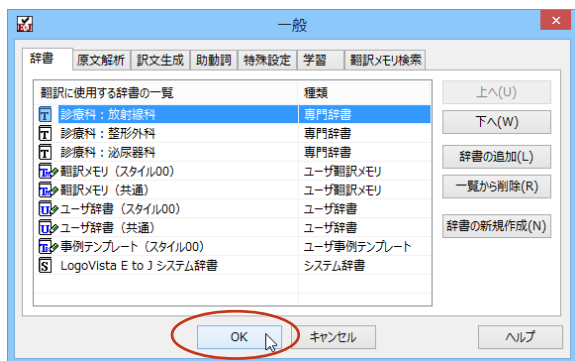 一般
辞書 原文解析 訳文生成 助動詞 特殊設定 学習 翻訳メモリ検索
翻訳に使用する辞書の一覧 種類
T 診療科：放射線科 専門辞書
T 診療科：整形外科 専門辞書
T 診療科：泌尿器科 専門辞書
翻訳メモリ（スタイル00） ユーザ翻訳メモリ
翻訳メモリ（共通） ユーザ翻訳メモリ
U ユーザ辞書（スタイル00） ユーザ辞書
U ユーザ辞書（共通） ユーザ辞書
事例テンプレート（スタイル00） ユーザ事例テンプレート
S LogoVista E to J システム辞書 システム辞書
上へ(U)
下へ(W)
辞書の追加(L)
一覧から削除(R)
辞書の新規作成(N)
OK キャンセル ヘルプ